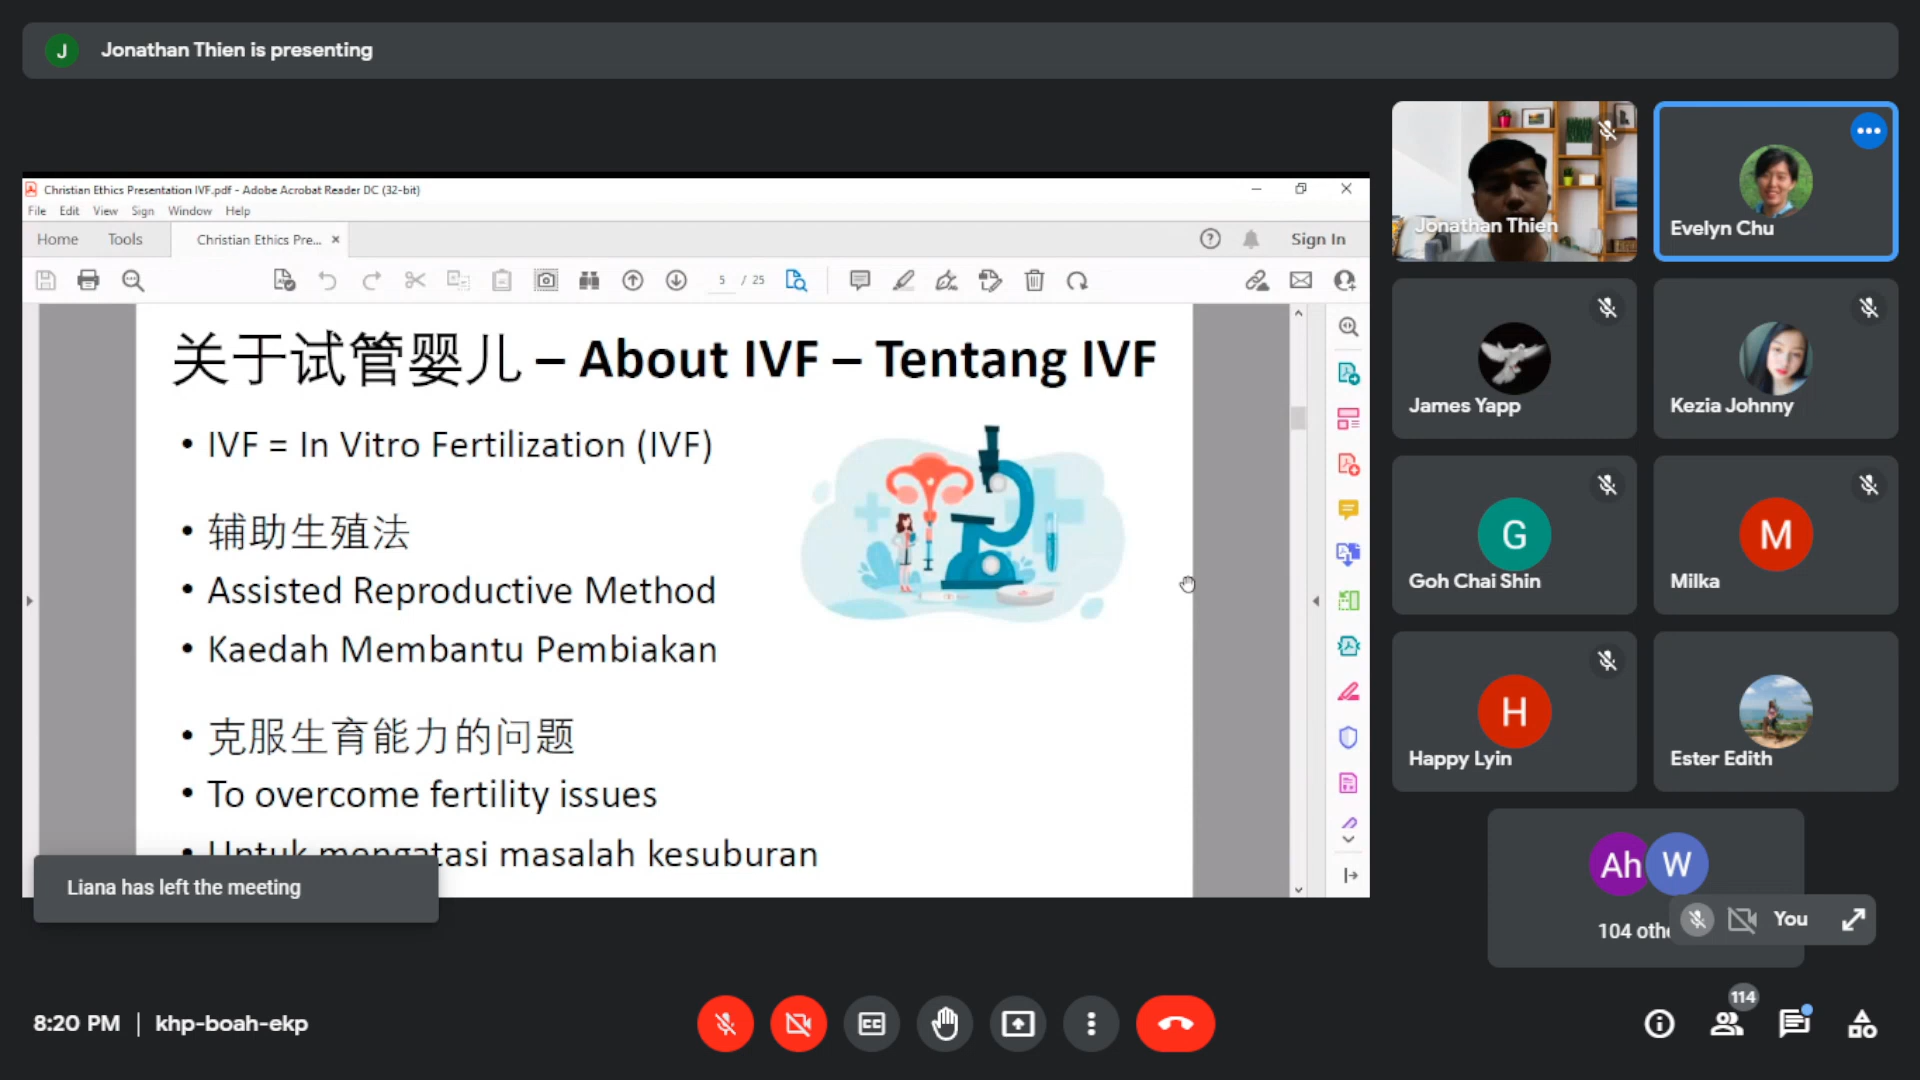 J Jonathan Thien is presenting
Christian Ethics Presentation IVF.pdf - Adobe Acrobat Reader DC (32-bit)
File Edit View Sign Window Help
Home Tools Christian Ethics Pre... × Sign In
5 / 25
关于试管婴儿 – About IVF – Tentang IVF
• IVF = In Vitro Fertilization (IVF)
• 辅助生殖法
• Assisted Reproductive Method
• Kaedah Membantu Pembiakan
• 克服生育能力的问题
• To overcome fertility issues
• Untuk mengatasi masalah kesuburan
Liana has left the meeting
Jonathan Thien
Evelyn Chu
James Yapp
Kezia Johnny
G
Goh Chai Shin
M
Milka
H
Happy Lyin
Ester Edith
Ah W
104 othe
You
8:20 PM | khp-boah-ekp
CC
114